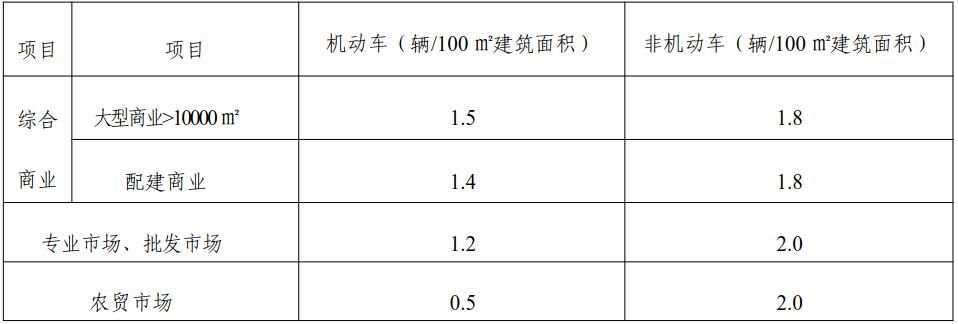 项目 项目 机动车（辆/100 ㎡建筑面积） 非机动车（辆/100 ㎡建筑面积）
综合商业 大型商业>10000 ㎡ 1.5 1.8
配建商业 1.4 1.8
专业市场、批发市场 1.2 2.0
农贸市场 0.5 2.0